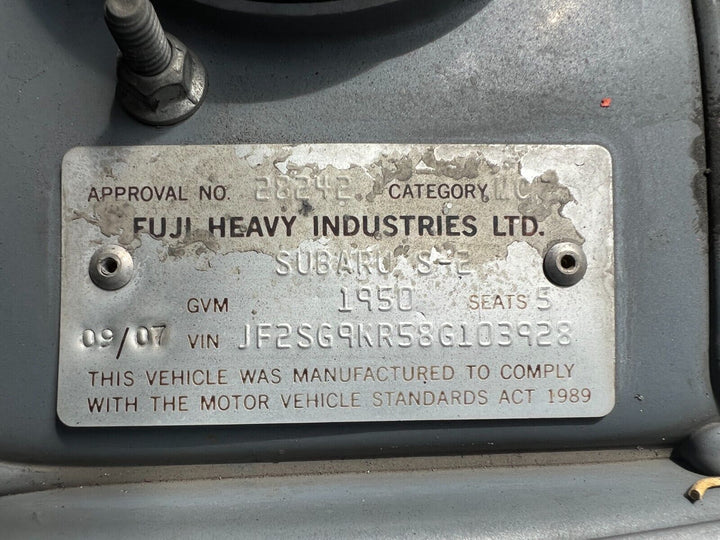 APPROVAL NO. 28242 CATEGORY MC
FUJI HEAVY INDUSTRIES LTD.
SUBARU S-2
GVM 1950 SEATS 5
09/07 VIN JF2SG9KR58G103928
THIS VEHICLE WAS MANUFACTURED TO COMPLY
WITH THE MOTOR VEHICLE STANDARDS ACT 1989